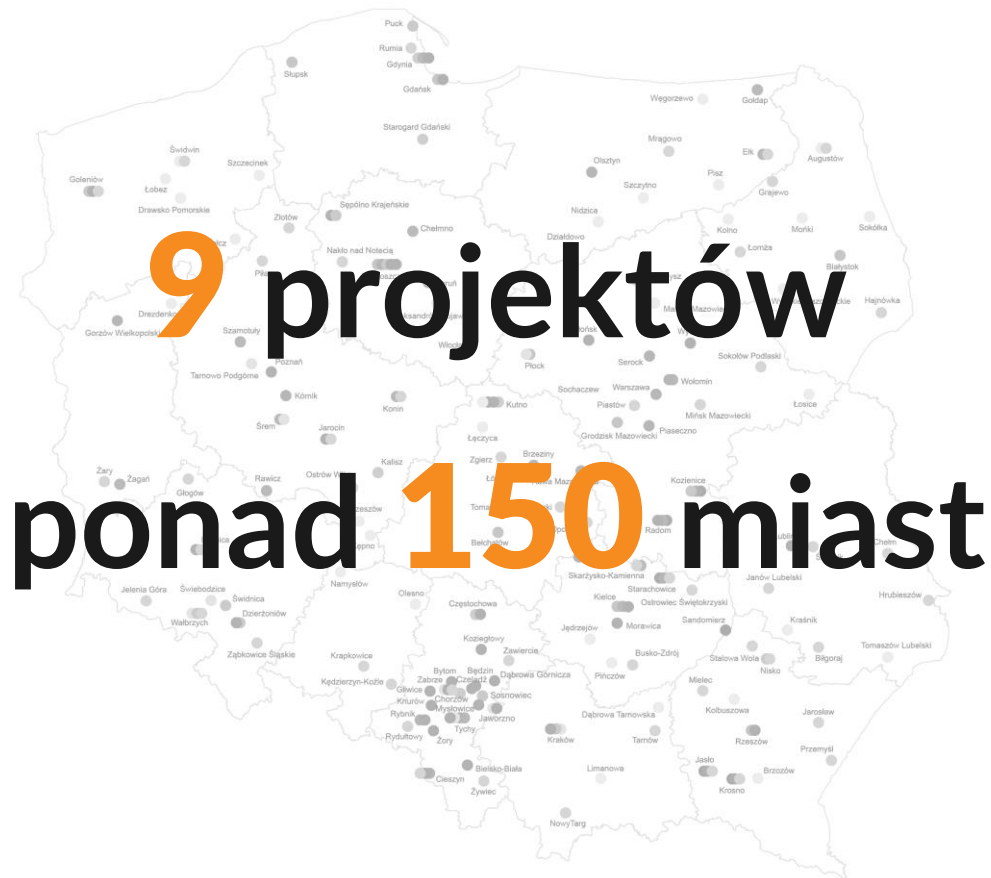 Puck
Rumia
Gdynia
Słupsk
Gdańsk
Węgorzewo
Gołdap
Starogard Gdański
Mrągowo
Świdwin
Szczecinek
Olsztyn
Ełk
Augustów
Goleniów
Łobez
Szczytno
Pisz
Grajewo
Drawsko Pomorskie
Sępólno Krajeńskie
Nidzica
Złotów
Chełmno
Działdowo
Kolno
Mońki
Sokółka
Nakło nad Notecią
Łomża
Białystok
9 projektów
Hajnówka
Gorzów Wielkopolski
Szamotuły
Tarnowo Podgórne
Poznań
Płock
Serock
Sokołów Podlaski
Kórnik
Konin
Kutno
Sochaczew
Warszawa
Wołomin
Piastów
Mińsk Mazowiecki
Łosice
Śrem
Jarocin
Łęczyca
Grodzisk Mazowiecki
Piaseczno
Zgierz
Brzeziny
Kalisz
Żary
Żagań
Głogów
Rawicz
Kozienice
ponad 150 miast
Radom
Bełchatów
Namysłów
Skarżysko-Kamienna
Starachowice
Janów Lubelski
Jelenia Góra
Świebodzice
Świdnica
Wałbrzych
Dzierżoniów
Olesno
Częstochowa
Kielce
Ostrowiec Świętokrzyski
Hrubieszów
Morawica
Sandomierz
Kraśnik
Jędrzejów
Koziegłowy
Zawiercie
Ząbkowice Śląskie
Krapkowice
Busko-Zdrój
Stalowa Wola
Nisko
Biłgoraj
Tomaszów Lubelski
Kędzierzyn-Koźle
Bytom
Będzin
Zabrze
Czeladź
Dąbrowa Górnicza
Pińczów
Mielec
Gliwice
Chorzów
Sosnowiec
Knurów
Mysłowice
Jaworzno
Rybnik
Tychy
Dąbrowa Tarnowska
Kolbuszowa
Jarosław
Rydułtowy
Żory
Kraków
Tarnów
Rzeszów
Przemyśl
Cieszyn
Bielsko-Biała
Limanowa
Jasło
Brzozów
Żywiec
Krosno
NowyTarg